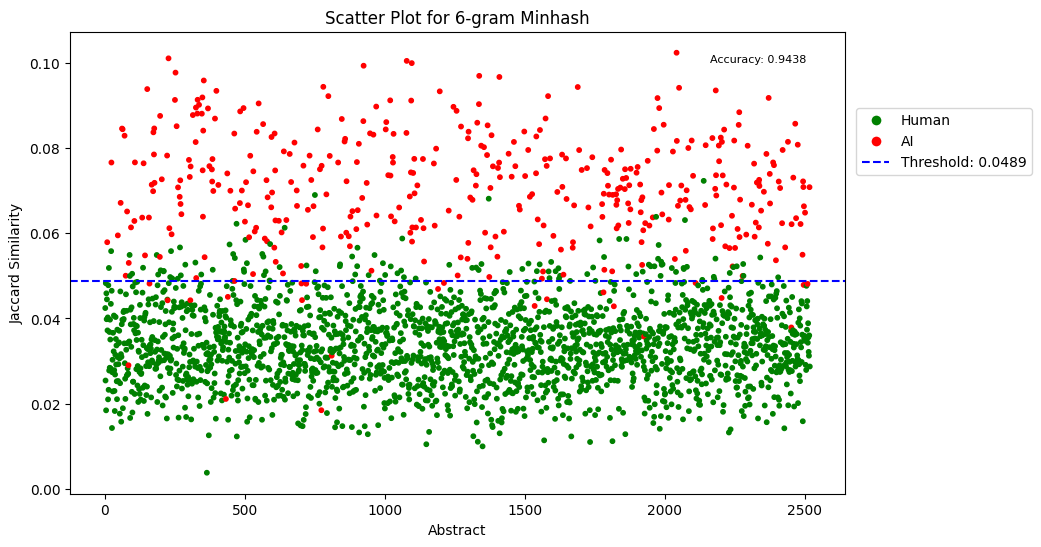 Scatter Plot for 6-gram Minhash
Accuracy: 0.9438
Human
AI
Threshold: 0.0489
Jaccard Similarity
0.10
0.08
0.06
0.04
0.02
0.00
0 500 1000 1500 2000 2500
Abstract